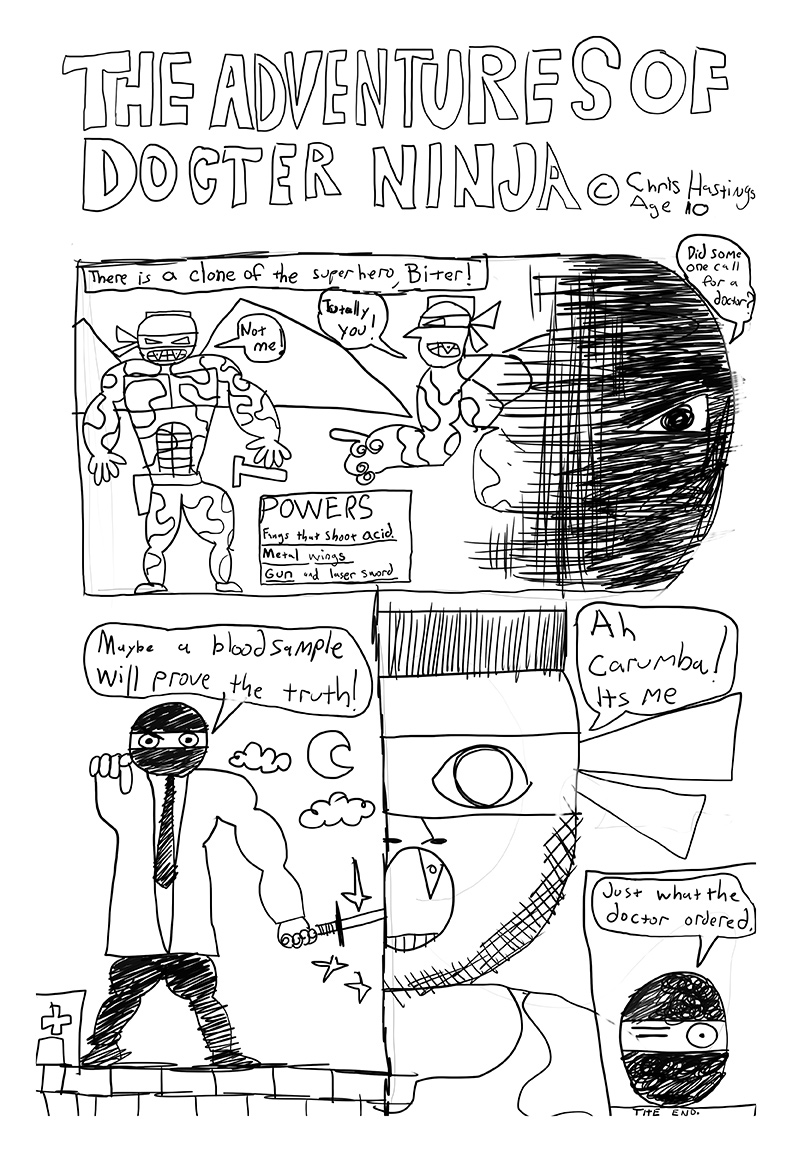 THE ADVENTURES OF
DOCTER NINJA © Chris Hastings
Age 10
There is a clone of the superhero, Biter!
Not
me!
Totally
you!
Did some
one call
for a
doctor?
POWERS
Fangs that shoot acid
Metal wings
Gun and laser sword
Maybe a blood sample
will prove the truth!
Ah
Carumba!
Its me
Just what the
doctor ordered.
THE END.